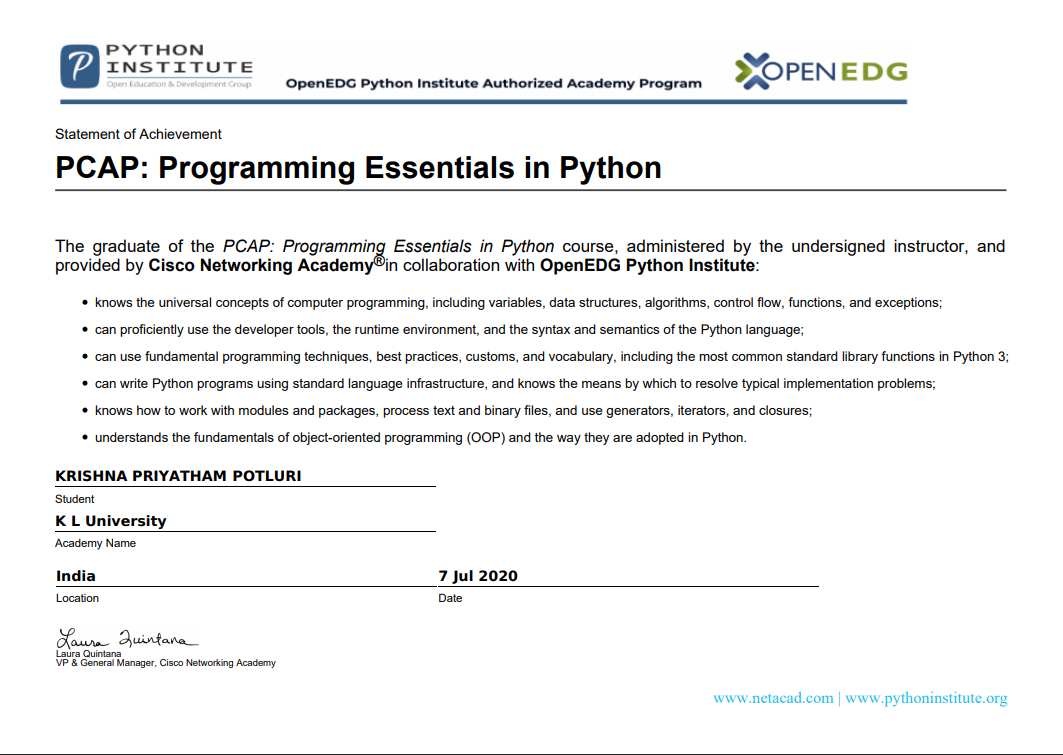 PYTHON
INSTITUTE
Open Education & Development Group
OpenEDG Python Institute Authorized Academy Program
OPENEDG
Statement of Achievement
PCAP: Programming Essentials in Python
The graduate of the PCAP: Programming Essentials in Python course, administered by the undersigned instructor, and
provided by Cisco Networking Academy®in collaboration with OpenEDG Python Institute:
• knows the universal concepts of computer programming, including variables, data structures, algorithms, control flow, functions, and exceptions;
• can proficiently use the developer tools, the runtime environment, and the syntax and semantics of the Python language;
• can use fundamental programming techniques, best practices, customs, and vocabulary, including the most common standard library functions in Python 3;
• can write Python programs using standard language infrastructure, and knows the means by which to resolve typical implementation problems;
• knows how to work with modules and packages, process text and binary files, and use generators, iterators, and closures;
• understands the fundamentals of object-oriented programming (OOP) and the way they are adopted in Python.
KRISHNA PRIYATHAM POTLURI
Student
K L University
Academy Name
India 7 Jul 2020
Location Date
Laura Quintana
Laura Quintana
VP & General Manager, Cisco Networking Academy
www.netacad.com | www.pythoninstitute.org